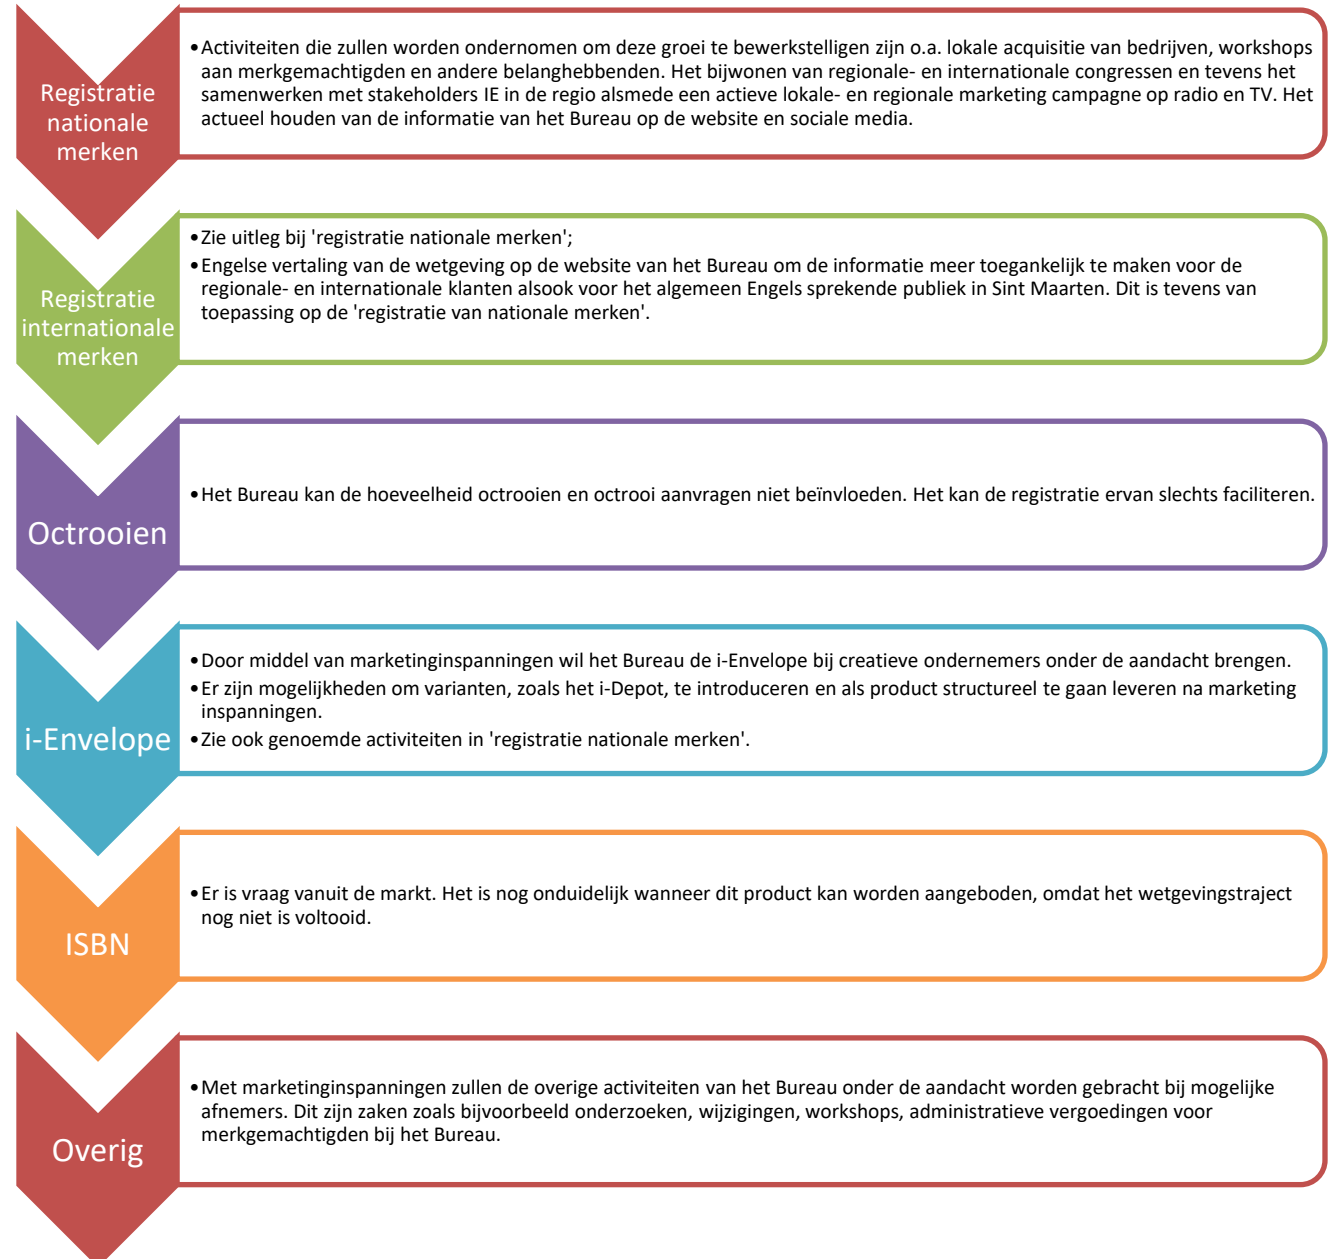 Registratie
nationale
merken
•Activiteiten die zullen worden ondernomen om deze groei te bewerkstelligen zijn o.a. lokale acquisitie van bedrijven, workshops
aan merkgemachtigden en andere belanghebbenden. Het bijwonen van regionale- en internationale congressen en tevens het
samenwerken met stakeholders IE in de regio alsmede een actieve lokale- en regionale marketing campagne op radio en TV. Het
actueel houden van de informatie van het Bureau op de website en sociale media.
Registratie
internationale
merken
•Zie uitleg bij 'registratie nationale merken';
•Engelse vertaling van de wetgeving op de website van het Bureau om de informatie meer toegankelijk te maken voor de
regionale- en internationale klanten alsook voor het algemeen Engels sprekende publiek in Sint Maarten. Dit is tevens van
toepassing op de 'registratie van nationale merken'.
Octrooien
•Het Bureau kan de hoeveelheid octrooien en octrooi aanvragen niet beïnvloeden. Het kan de registratie ervan slechts faciliteren.
i-Envelope
•Door middel van marketinginspanningen wil het Bureau de i-Envelope bij creatieve ondernemers onder de aandacht brengen.
•Er zijn mogelijkheden om varianten, zoals het i-Depot, te introduceren en als product structureel te gaan leveren na marketing
inspanningen.
•Zie ook genoemde activiteiten in 'registratie nationale merken'.
ISBN
•Er is vraag vanuit de markt. Het is nog onduidelijk wanneer dit product kan worden aangeboden, omdat het wetgevingstraject
nog niet is voltooid.
Overig
•Met marketinginspanningen zullen de overige activiteiten van het Bureau onder de aandacht worden gebracht bij mogelijke
afnemers. Dit zijn zaken zoals bijvoorbeeld onderzoeken, wijzigingen, workshops, administratieve vergoedingen voor
merkgemachtigden bij het Bureau.